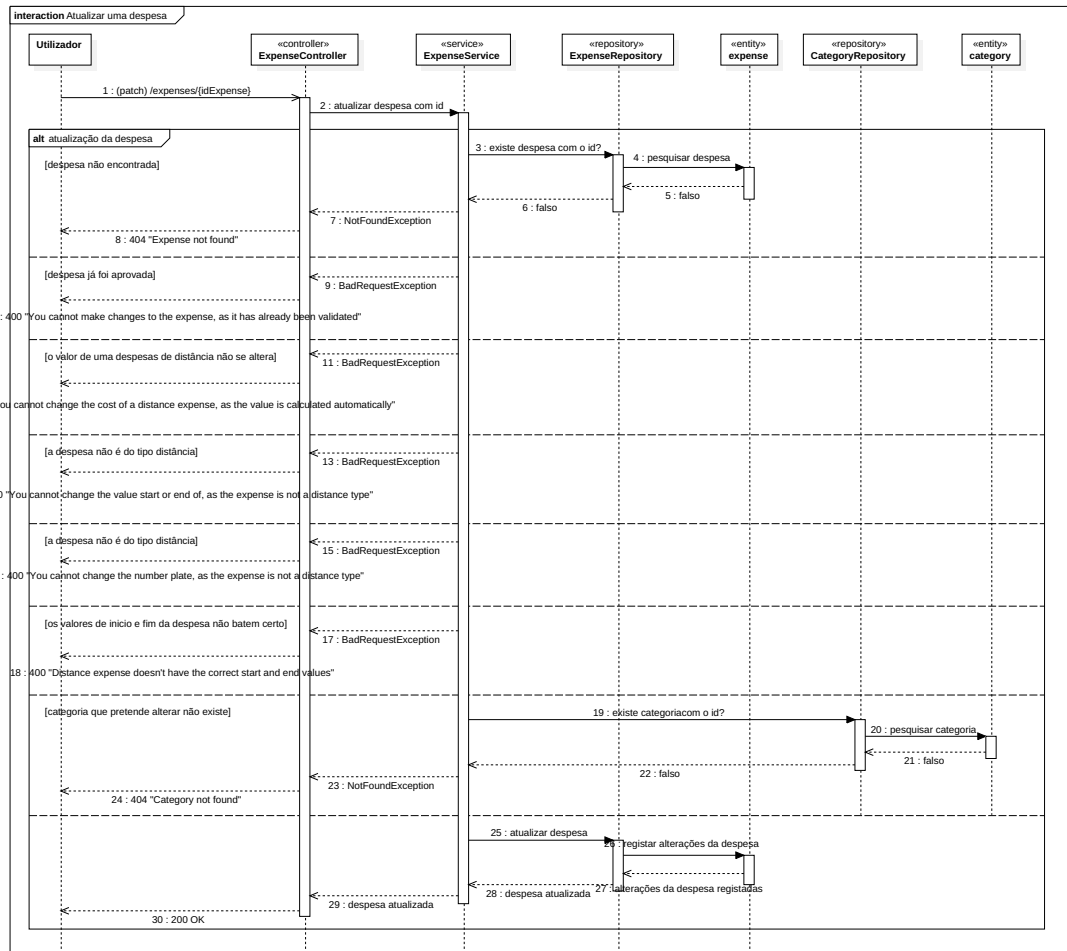 interaction Atualizar uma despesa
Utilizador
«controller»
ExpenseController
«service»
ExpenseService
«repository»
ExpenseRepository
«entity»
expense
«repository»
CategoryRepository
«entity»
category
1 : (patch) /expenses/{idExpense}
2 : atualizar despesa com id
alt atualização da despesa
3 : existe despesa com o id?
4 : pesquisar despesa
[despesa não encontrada]
5 : falso
6 : falso
7 : NotFoundException
8 : 404 "Expense not found"
[despesa já foi aprovada]
9 : BadRequestException
: 400 "You cannot make changes to the expense, as it has already been validated"
[o valor de uma despesas de distância não se altera]
11 : BadRequestException
ou cannot change the cost of a distance expense, as the value is calculated automatically"
[a despesa não é do tipo distância]
13 : BadRequestException
0 "You cannot change the value start or end of, as the expense is not a distance type"
[a despesa não é do tipo distância]
15 : BadRequestException
: 400 "You cannot change the number plate, as the expense is not a distance type"
[os valores de inicio e fim da despesa não batem certo]
17 : BadRequestException
18 : 400 "Distance expense doesn't have the correct start and end values"
[categoria que pretende alterar não existe]
19 : existe categoriacom o id?
20 : pesquisar categoria
21 : falso
22 : falso
23 : NotFoundException
24 : 404 "Category not found"
25 : atualizar despesa
26 : registar alterações da despesa
27 : alterações da despesa registadas
28 : despesa atualizada
29 : despesa atualizada
30 : 200 OK